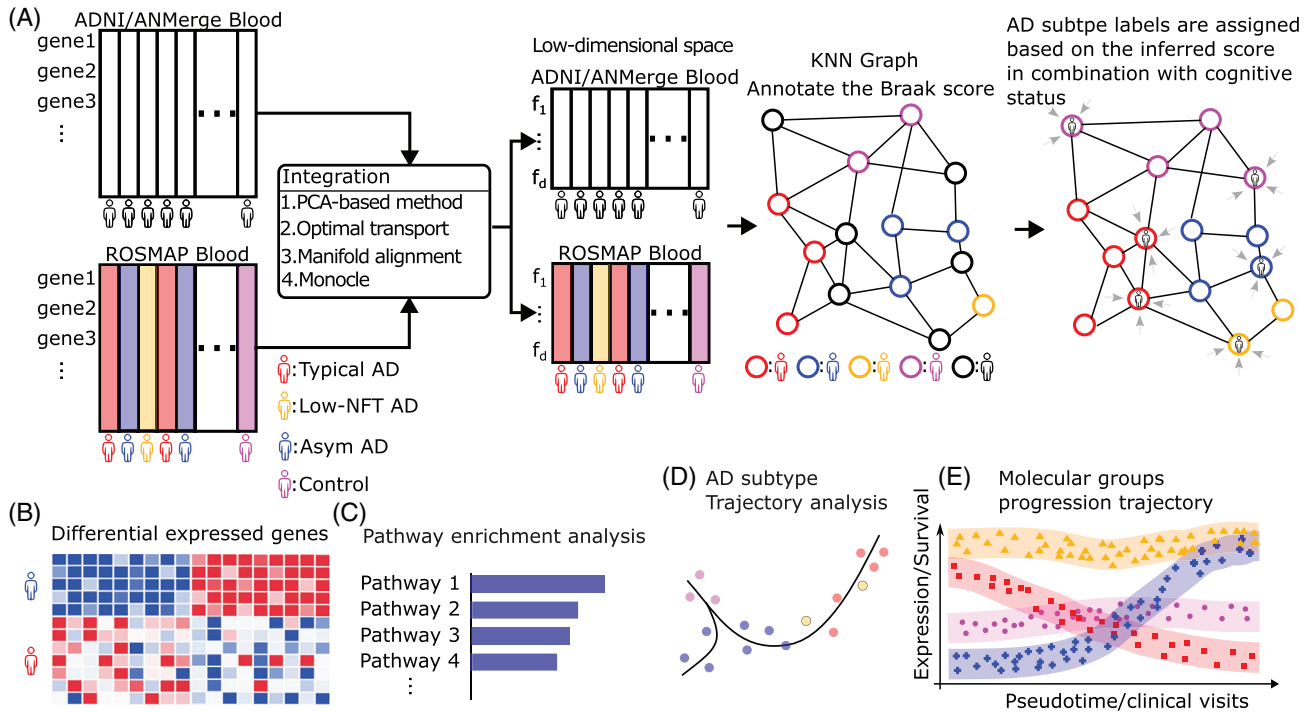 (A)
ADNI/ANMerge Blood
gene1
gene2
gene3
⋮
...
ROSMAP Blood
gene1
gene2
gene3
⋮
...
:Typical AD
:Low-NFT AD
:Asym AD
:Control
Integration
1.PCA-based method
2.Optimal transport
3.Manifold alignment
4.Monocle
Low-dimensional space
ADNI/ANMerge Blood
f1
⋮
fd
...
ROSMAP Blood
f1
⋮
fd
...
KNN Graph
Annotate the Braak score
: : : : :
AD subtpe labels are assigned
based on the inferred score
in combination with cognitive
status
(B)
Differential expressed genes
(C)
Pathway enrichment analysis
Pathway 1
Pathway 2
Pathway 3
Pathway 4
⋮
(D)
AD subtype
Trajectory analysis
(E)
Molecular groups
progression trajectory
Expression/Survival
Pseudotime/clinical visits